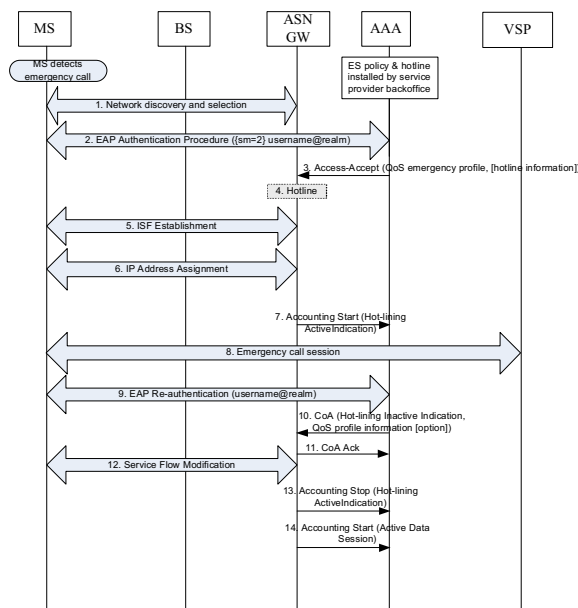 MS
BS
ASN
GW
AAA
VSP
MS detects
emergency call
ES policy & hotline
installed by service
provider backoffice
1. Network discovery and selection
2. EAP Authentication Procedure ({sm=2} username@realm)
3. Access-Accept (QoS emergency profile, [hotline information])
4. Hotline
5. ISF Establishment
6. IP Address Assignment
7. Accounting Start (Hot-lining
ActiveIndication)
8. Emergency call session
9. EAP Re-authentication (username@realm)
10. CoA (Hot-lining Inactive Indication,
QoS profile information [option])
11. CoA Ack
12. Service Flow Modification
13. Accounting Stop (Hot-lining
ActiveIndication)
14. Accounting Start (Active Data
Session)